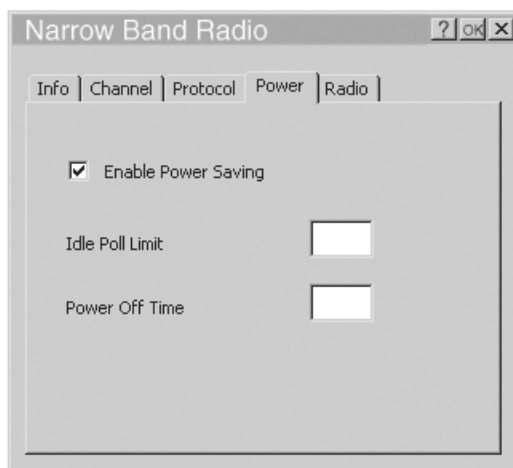 Narrow Band Radio ? OK X
Info Channel Protocol Power Radio
Enable Power Saving
Idle Poll Limit
Power Off Time